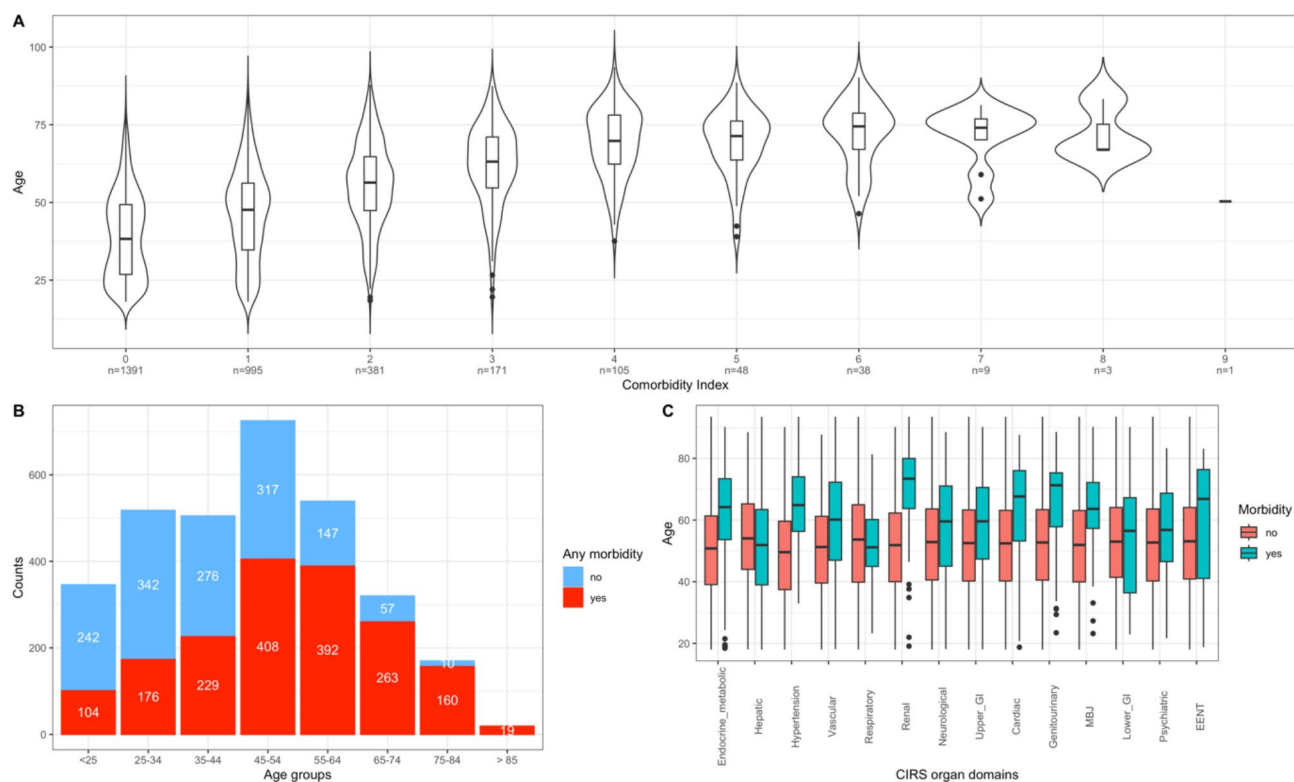 A
100
75
50
25
Age
0 1 2 3 4 5 6 7 8 9
n=1391 n=995 n=381 n=171 n=105 n=48 n=38 n=9 n=3 n=1
Comorbidity Index
B
600
400
200
0
Counts
242 342 276 317 147 57 10
104 176 229 408 392 263 160 19
<25 25-34 35-44 45-54 55-64 65-74 75-84 > 85
Age groups
Any morbidity
no
yes
C
80
60
40
20
Age
Endocrine_metabolic
Hepatic
Hypertension
Vascular
Respiratory
Renal
Neurological
Upper_GI
Cardiac
Genitourinary
MBJ
Lower_GI
Psychiatric
EENT
CIRS organ domains
Morbidity
no
yes